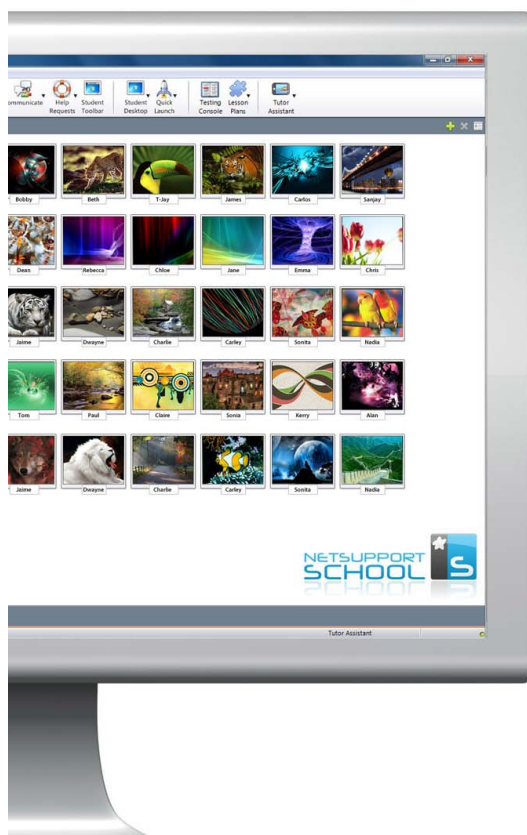 ommunicate Help Requests Student Toolbar Student Desktop Quick Launch Testing Console Lesson Plans Tutor Assistant
Bobby Beth T-Jay James Carlos Sanjay
Dean Rebecca Chloe Jane Emma Chris
Jaime Dwayne Charlie Carley Sonita Nadia
Tom Paul Claire Sonia Kerry Alan
Jaime Dwayne Charlie Carley Sonita Nadia
NETSUPPORT
SCHOOL
S
Tutor Assistant